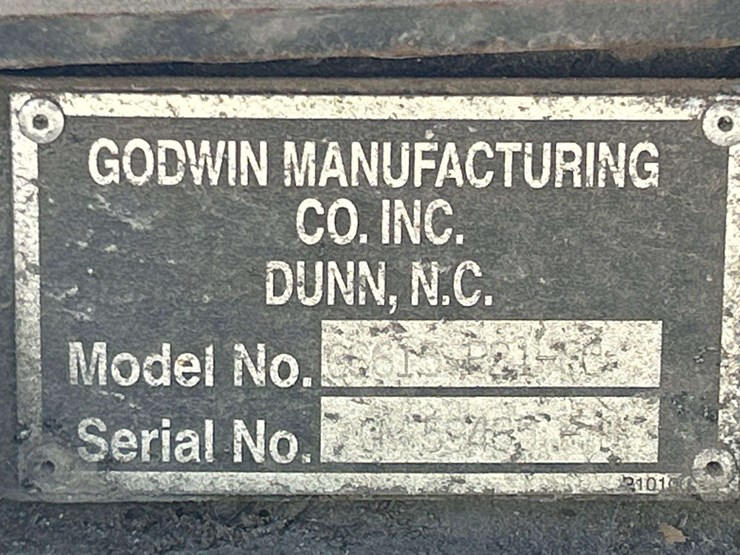 GODWIN MANUFACTURING
CO. INC.
DUNN, N.C.
Model No.
Serial No.